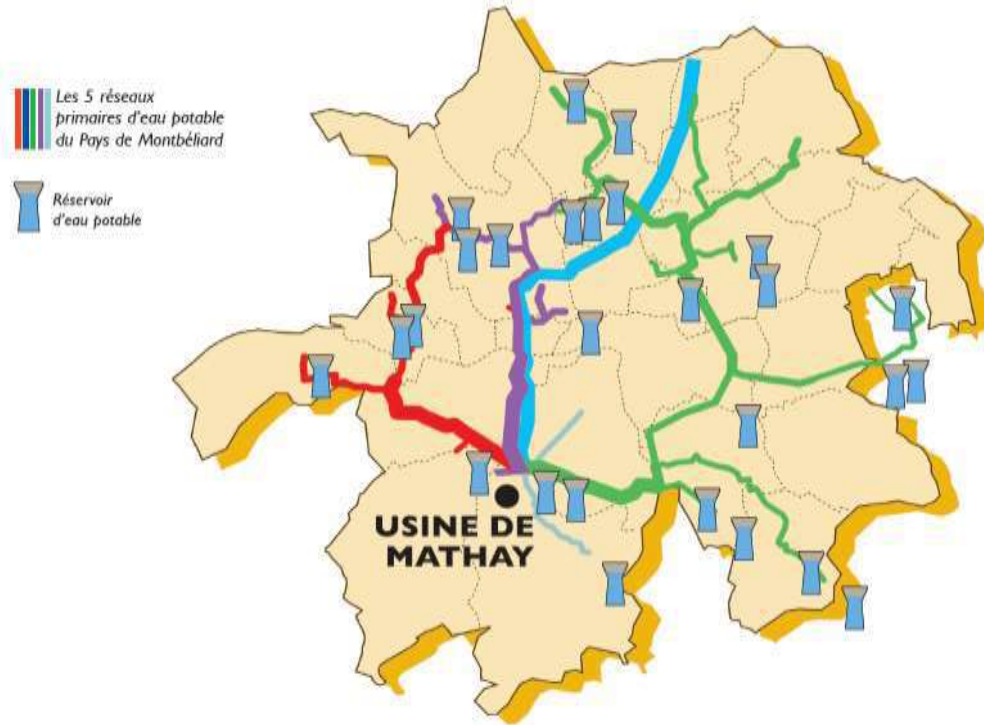 Les 5 réseaux
primaires d'eau potable
du Pays de Montbéliard
Réservoir
d'eau potable
USINE DE
MATHAY